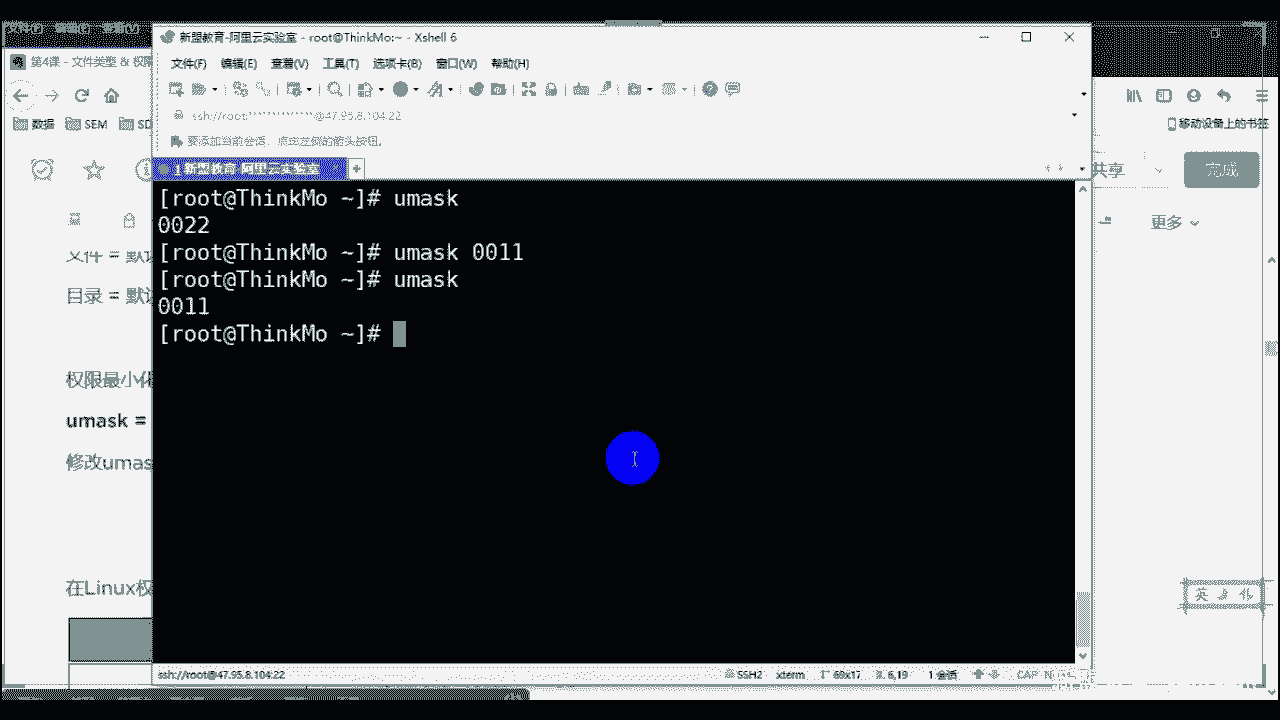 文件(F) 编辑(E) 查看(V)
新盟教育-阿里云实验室 - root@ThinkMo:~ - Xshell 6
第4课 - 文件类型 & 权限
文件(F) 编辑(E) 查看(V) 工具(T) 选项卡(B) 窗口(W) 帮助(H)
ssh://root:**************@47.95.8.104:22
数据 SEM SD
移动设备上的书签
要添加当前会话，点击左侧的箭头按钮。
1 新盟教育-阿里云实验室
共享
完成
更多
[root@ThinkMo ~]# umask
0022
[root@ThinkMo ~]# umask 0011
[root@ThinkMo ~]# umask
0011
[root@ThinkMo ~]#
文件 = 默认
目录 = 默认
权限最小化
umask =
修改umas
在Linux权
英
ssh://root@47.95.8.104:22
SSH2 xterm 69x17 6,19 1 会话 CAP